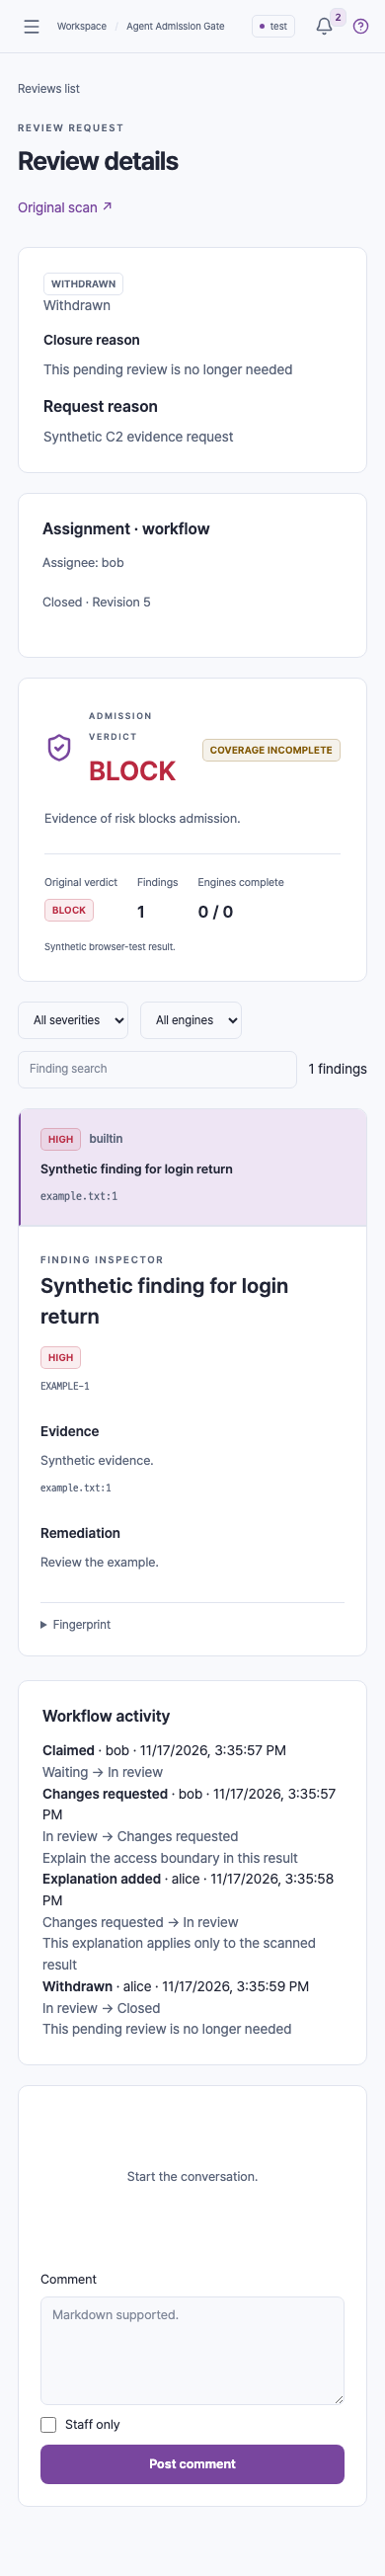 Workspace / Agent Admission Gate
test
2
Reviews list
REVIEW REQUEST
Review details
Original scan ↗
WITHDRAWN
Withdrawn
Closure reason
This pending review is no longer needed
Request reason
Synthetic C2 evidence request
Assignment · workflow
Assignee: bob
Closed · Revision 5
ADMISSION
VERDICT
BLOCK
COVERAGE INCOMPLETE
Evidence of risk blocks admission.
Original verdict Findings Engines complete
BLOCK 1 0 / 0
Synthetic browser-test result.
All severities All engines
Finding search 1 findings
HIGH builtin
Synthetic finding for login return
example.txt:1
FINDING INSPECTOR
Synthetic finding for login
return
HIGH
EXAMPLE-1
Evidence
Synthetic evidence.
example.txt:1
Remediation
Review the example.
Fingerprint
Workflow activity
Claimed · bob · 11/17/2026, 3:35:57 PM
Waiting → In review
Changes requested · bob · 11/17/2026, 3:35:57
PM
In review → Changes requested
Explain the access boundary in this result
Explanation added · alice · 11/17/2026, 3:35:58
PM
Changes requested → In review
This explanation applies only to the scanned
result
Withdrawn · alice · 11/17/2026, 3:35:59 PM
In review → Closed
This pending review is no longer needed
Start the conversation.
Comment
Markdown supported.
Staff only
Post comment